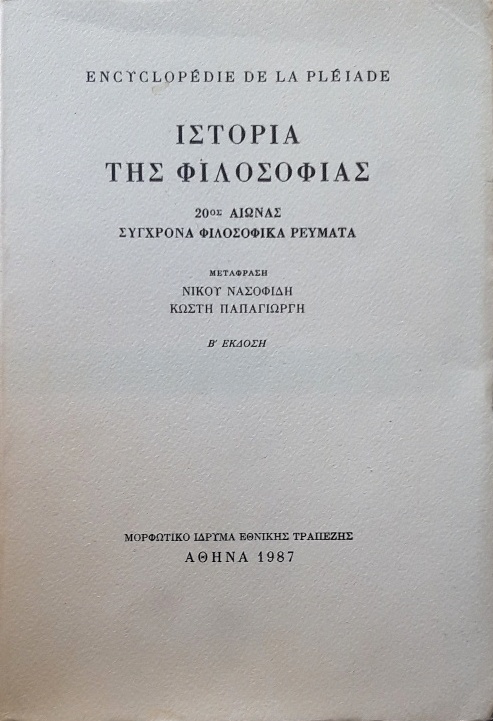 ENCYCLOPÉDIE DE LA PLÉIADE
ΙΣΤΟΡΙΑ
ΤΗΣ ΦΙΛΟΣΟΦΙΑΣ
20ΟΣ ΑΙΩΝΑΣ
ΣΥΓΧΡΟΝΑ ΦΙΛΟΣΟΦΙΚΑ ΡΕΥΜΑΤΑ
ΜΕΤΑΦΡΑΣΗ
ΝΙΚΟΥ ΝΑΣΟΦΙΔΗ
ΚΩΣΤΗ ΠΑΠΑΓΙΩΡΓΗ
Β' ΕΚΔΟΣΗ
ΜΟΡΦΩΤΙΚΟ ΙΔΡΥΜΑ ΕΘΝΙΚΗΣ ΤΡΑΠΕΖΗΣ
ΑΘΗΝΑ 1987